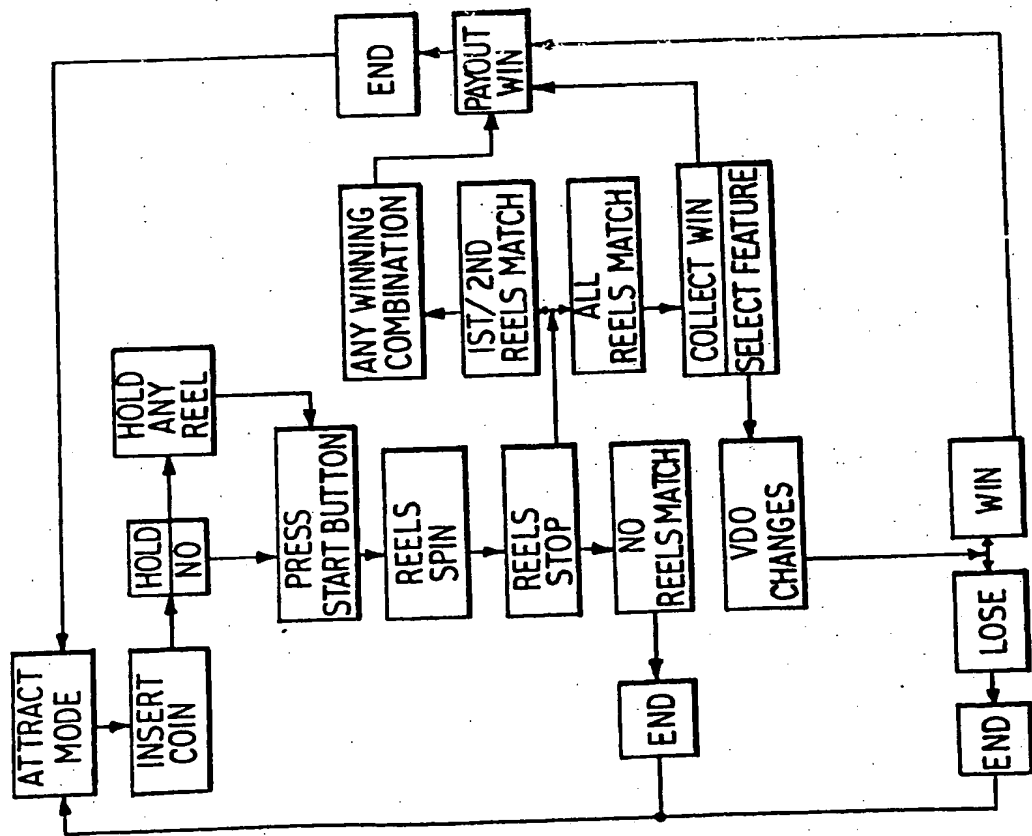 ATTRACT
MODE
INSERT
COIN
HOLD
NO
HOLD
ANY
REEL
PRESS
START BUTTON
REELS
SPIN
REELS
STOP
NO
REELS MATCH
END
ANY WINNING
COMBINATION
1ST/2ND
REELS MATCH
ALL
REELS MATCH
COLLECT WIN
SELECT FEATURE
PAYOUT
WIN
END
VDO
CHANGES
WIN
LOSE
END